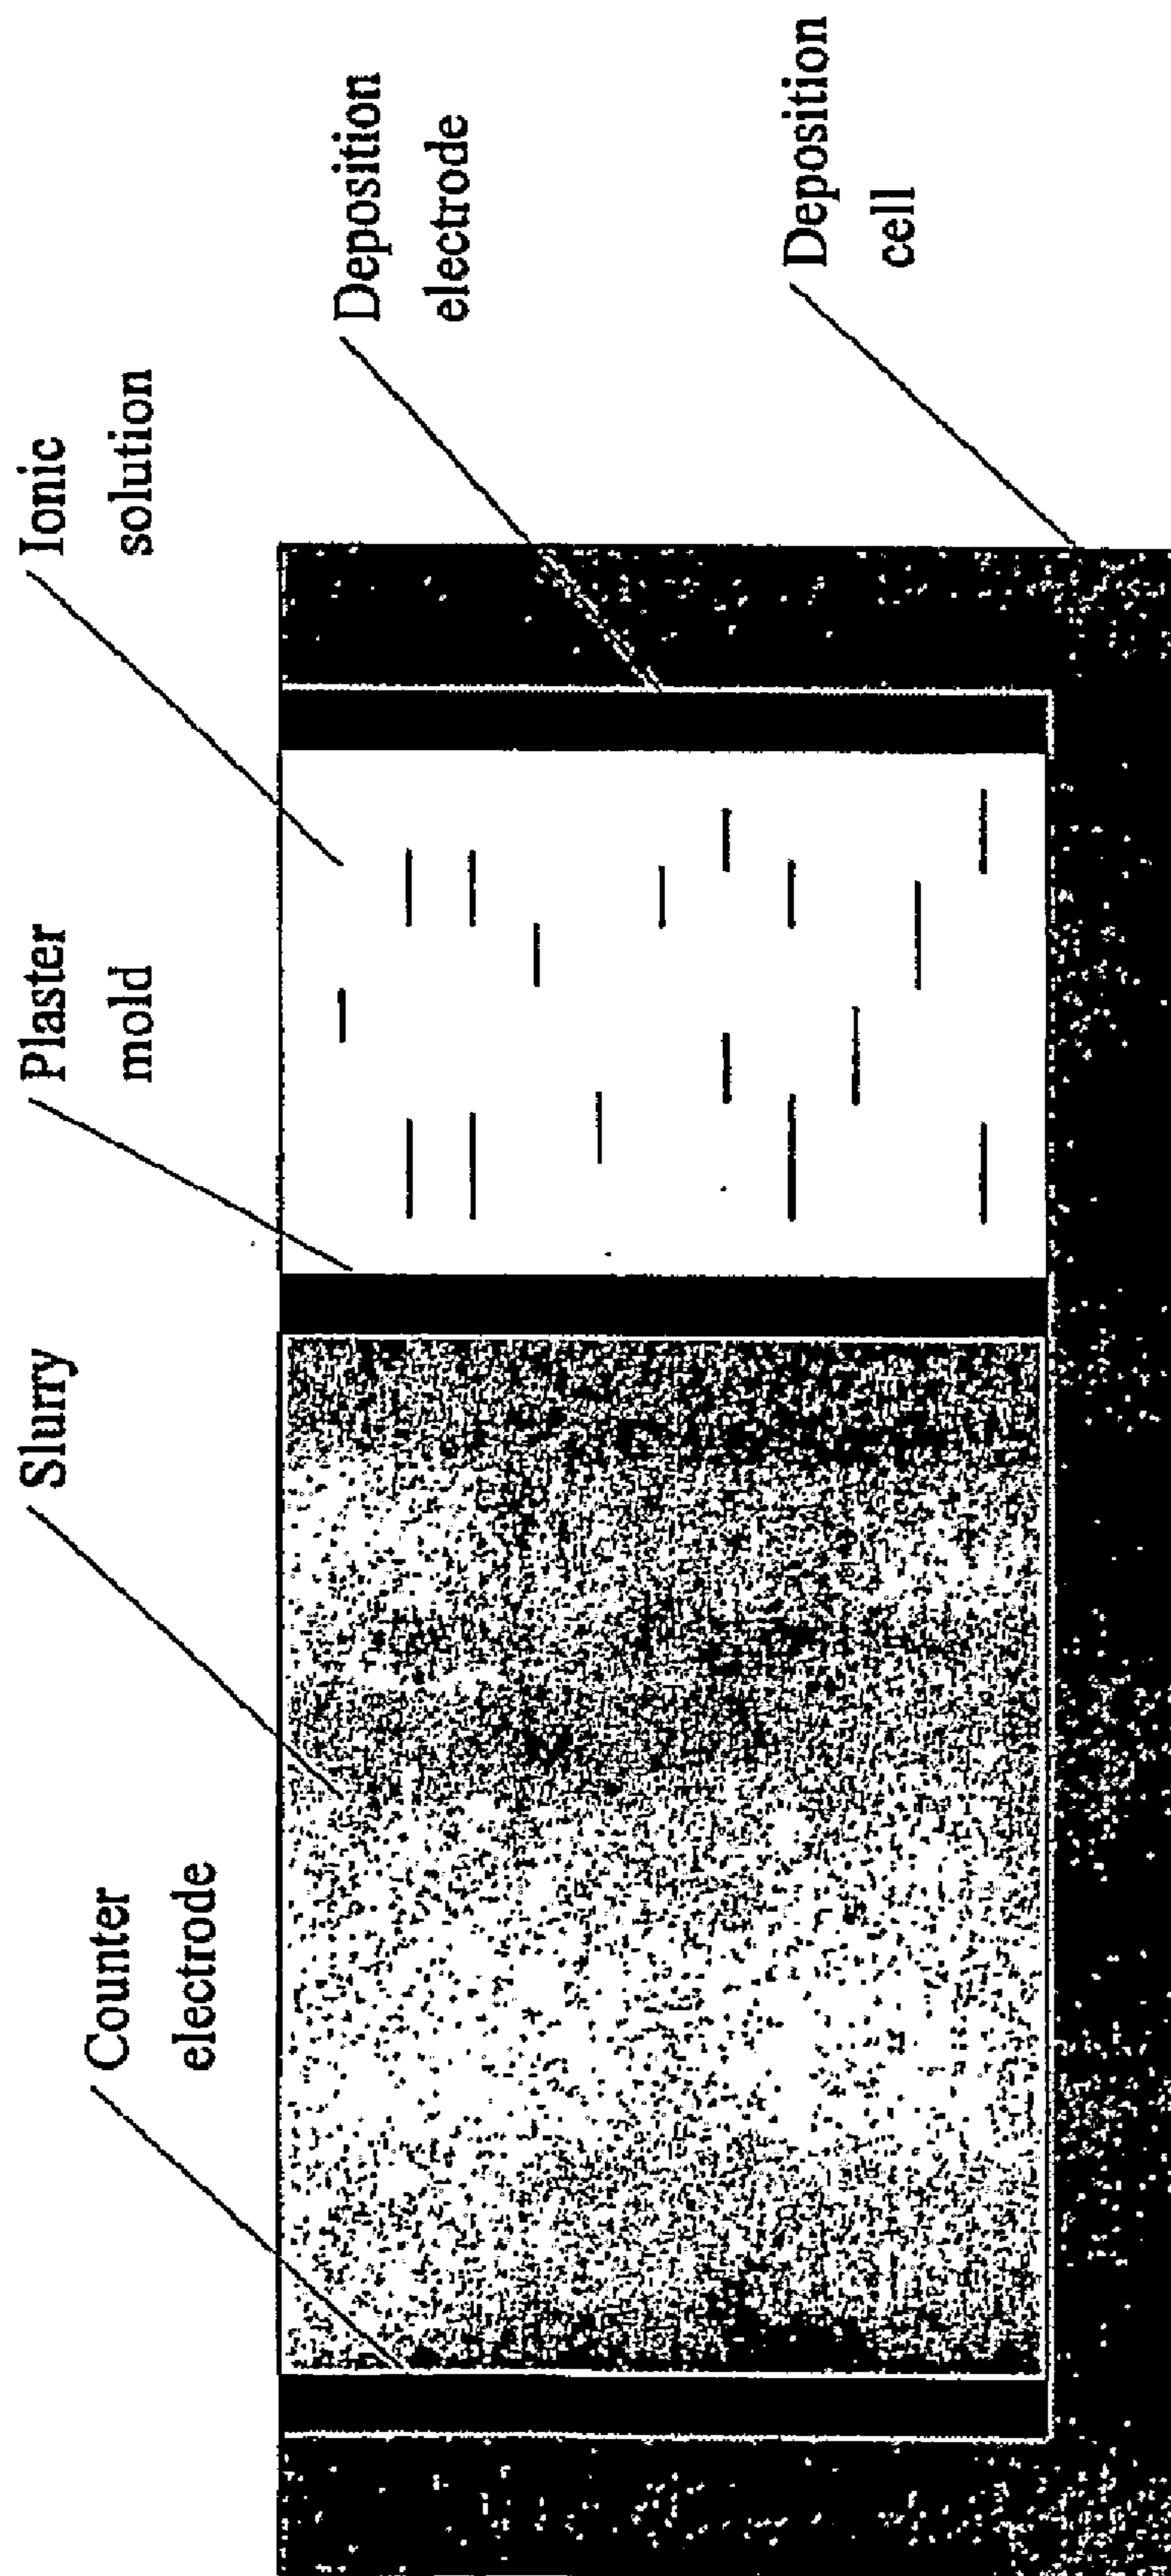 Counter
electrode
Slurry
Plaster
mold
Ionic
solution
Deposition
electrode
Deposition
cell